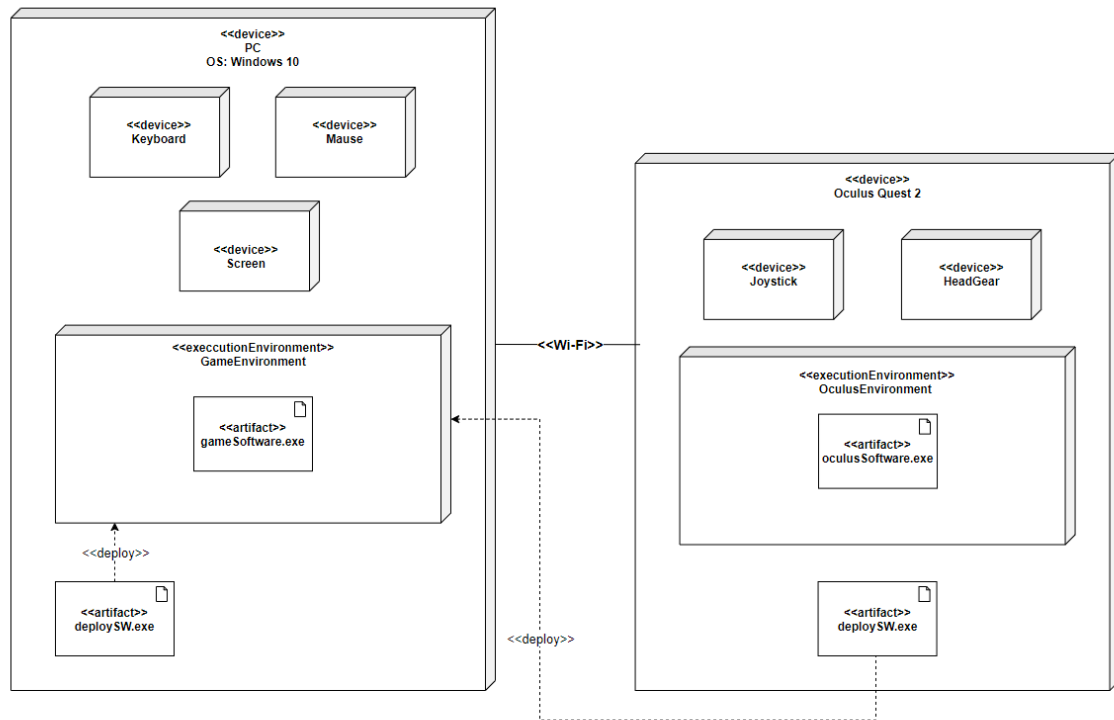 <<device>>
PC
OS: Windows 10
<<device>>
Keyboard
<<device>>
Mause
<<device>>
Screen
<<execcutionEnvironment>>
GameEnvironment
<<artifact>>
gameSoftware.exe
<<deploy>>
<<artifact>>
deploySW.exe
<<Wi-Fi>>
<<deploy>>
<<device>>
Oculus Quest 2
<<device>>
Joystick
<<device>>
HeadGear
<<executionEnvironment>>
OculusEnvironment
<<artifact>>
oculusSoftware.exe
<<artifact>>
deploySW.exe